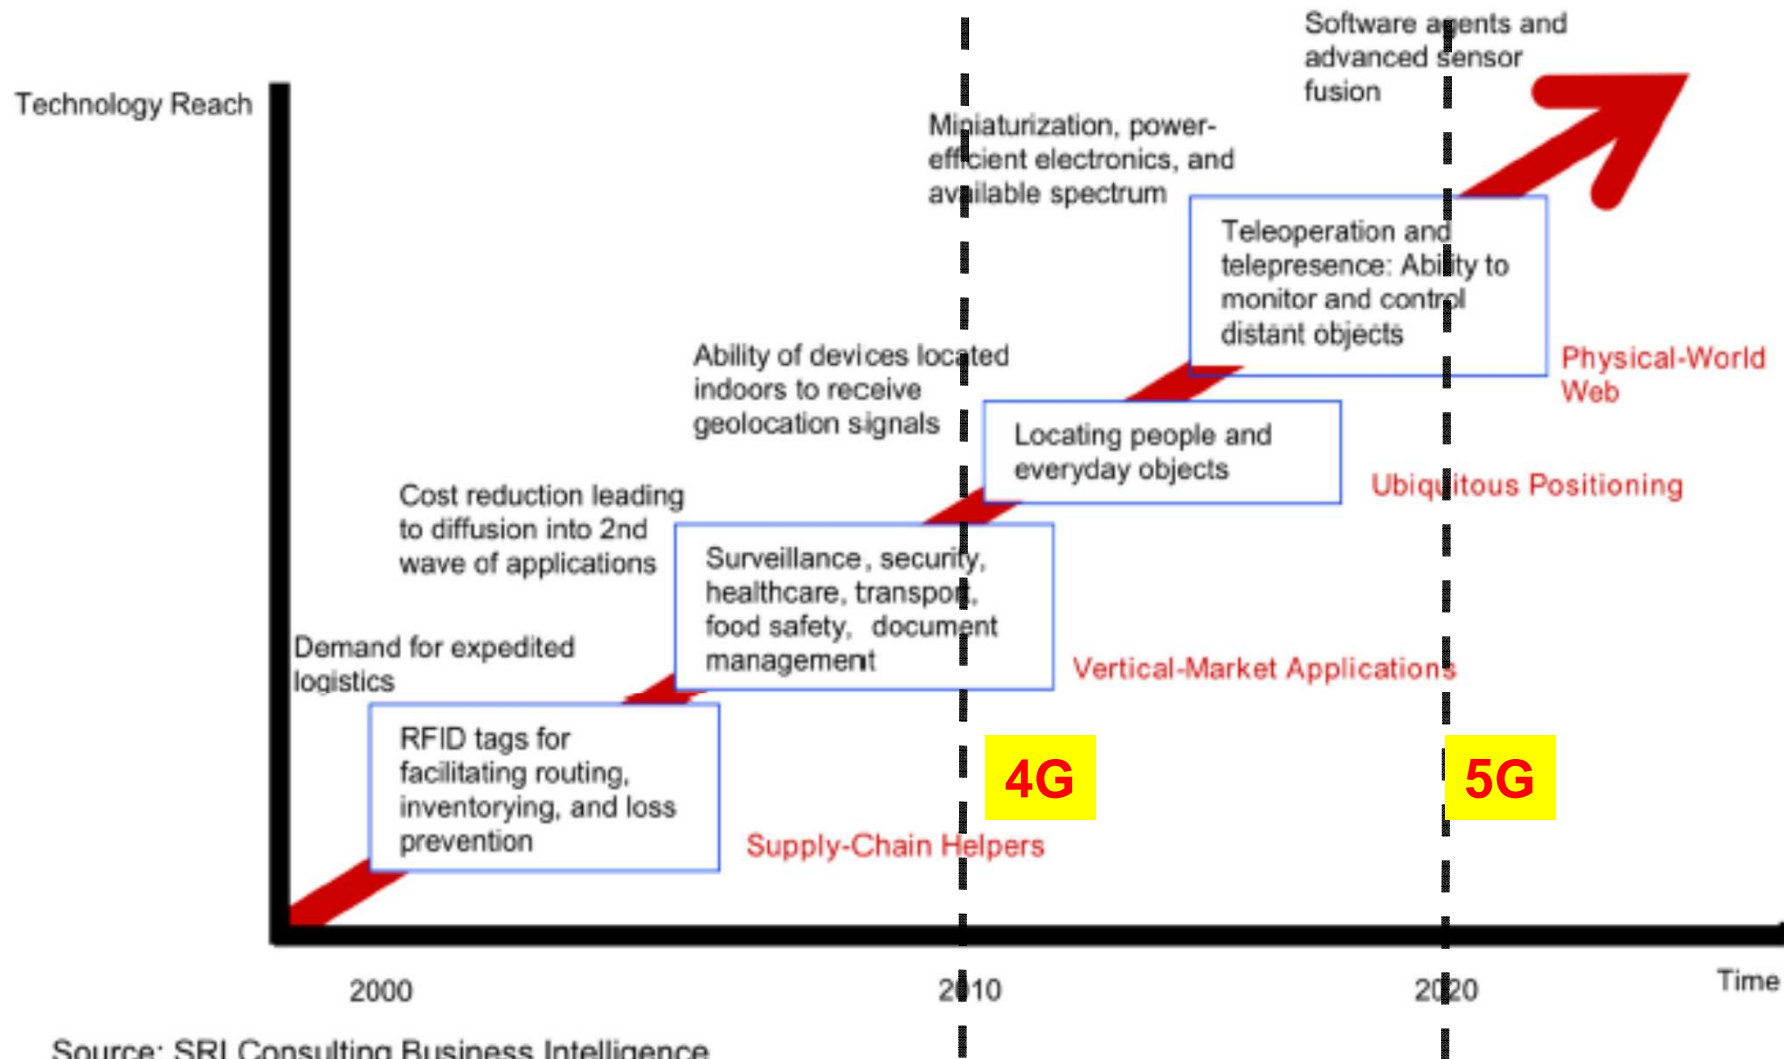 Software agents and
advanced sensor
fusion
Technology Reach
Miniaturization, power-
efficient electronics, and
available spectrum
Teleoperation and
telepresence: Ability to
monitor and control
distant objects
Physical-World
Web
Ability of devices located
indoors to receive
geolocation signals
Locating people and
everyday objects
Ubiquitous Positioning
Cost reduction leading
to diffusion into 2nd
wave of applications
Surveillance, security,
healthcare, transport,
food safety, document
management
Vertical-Market Applications
Demand for expedited
logistics
RFID tags for
facilitating routing,
inventorying, and loss
prevention
Supply-Chain Helpers
4G
5G
2000
2010
2020
Time
Source: SRI Consulting Business Intelligence